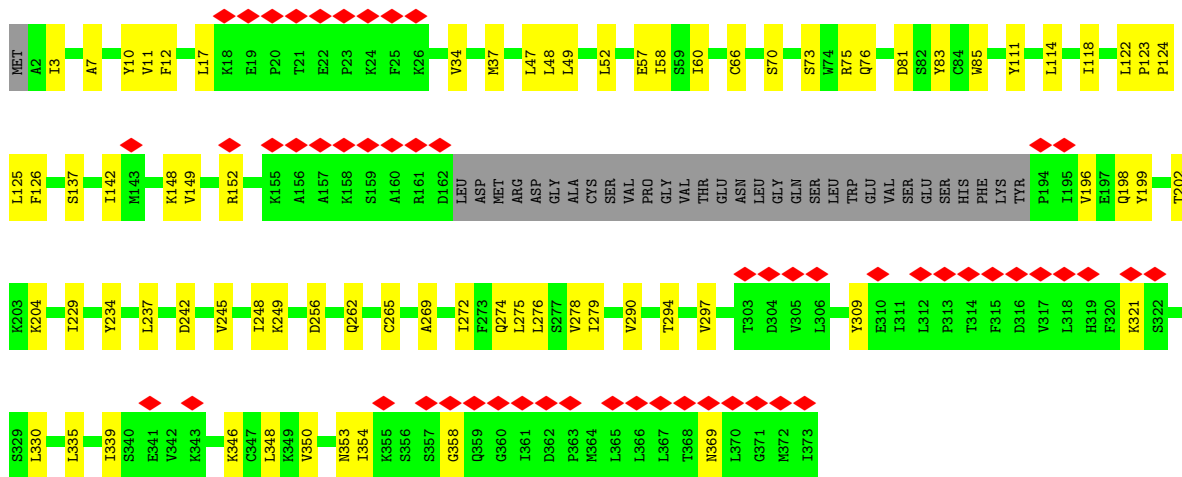 MET A2 I3 A7 Y10 V11 F12 L17 K18 E19 P20 T21 E22 P23 K24 F25 K26 V34 M37 L47 L48 L49 L52 E57 I58 S59 I60 C66 S70 S73 W74 R75 Q76 D81 S82 Y83 C84 W85 Y111 L114 I118 L122 P123 P124
L125 F126 S137 I142 M143 K148 V149 R152 K155 A156 A157 K158 S159 A160 R161 D162 LEU ASP MET ARG ASP GLY ALA CYS SER VAL PRO GLY VAL THR GLU ASN LEU GLY GLN SER LEU TRP GLU VAL SER GLU SER HIS PHE LYS TYR P194 I195 V196 E197 Q198 Y199 T202
K203 K204 I229 Y234 L237 D242 V245 I248 K249 D256 Q262 C265 A269 I272 F273 Q274 L275 L276 S277 V278 I279 V290 T294 V297 T303 D304 V305 L306 Y309 E310 I311 L312 P313 T314 F315 D316 V317 L318 H319 F320 K321 S322
S329 L330 L335 I339 S340 E341 V342 K343 K346 C347 L348 K349 V350 N353 I354 K355 S356 S357 G358 Q359 G360 I361 D362 P363 M364 L365 L366 L367 T368 N369 L370 G371 M372 I373